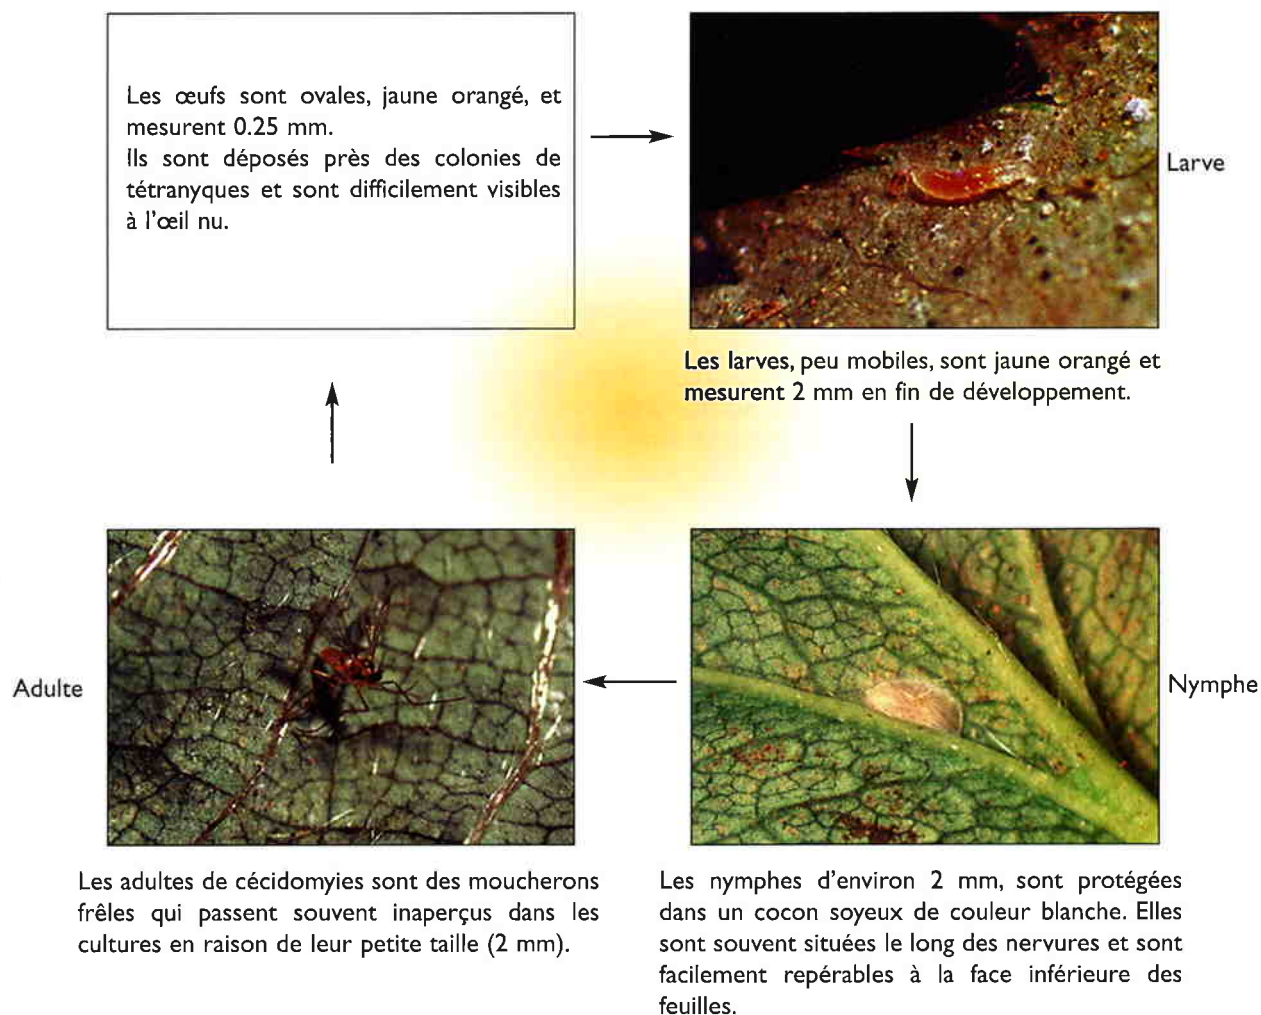 Les œufs sont ovales, jaune orangé, et
mesurent 0.25 mm.
Ils sont déposés près des colonies de
tétranyques et sont difficilement visibles
à l'œil nu.
Larve
Les larves, peu mobiles, sont jaune orangé et
mesurent 2 mm en fin de développement.
Adulte
Nymphe
Les adultes de cécidomyies sont des moucherons
frêles qui passent souvent inaperçus dans les
cultures en raison de leur petite taille (2 mm).
Les nymphes d'environ 2 mm, sont protégées
dans un cocon soyeux de couleur blanche. Elles
sont souvent situées le long des nervures et sont
facilement repérables à la face inférieure des
feuilles.